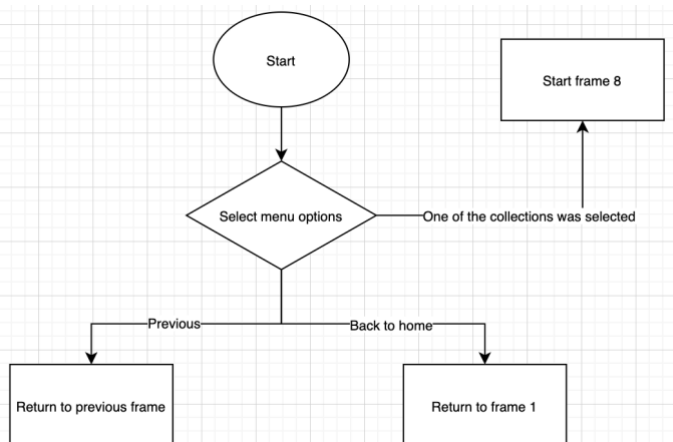 Start
Start frame 8
Select menu options
One of the collections was selected
Previous
Back to home
Return to previous frame
Return to frame 1